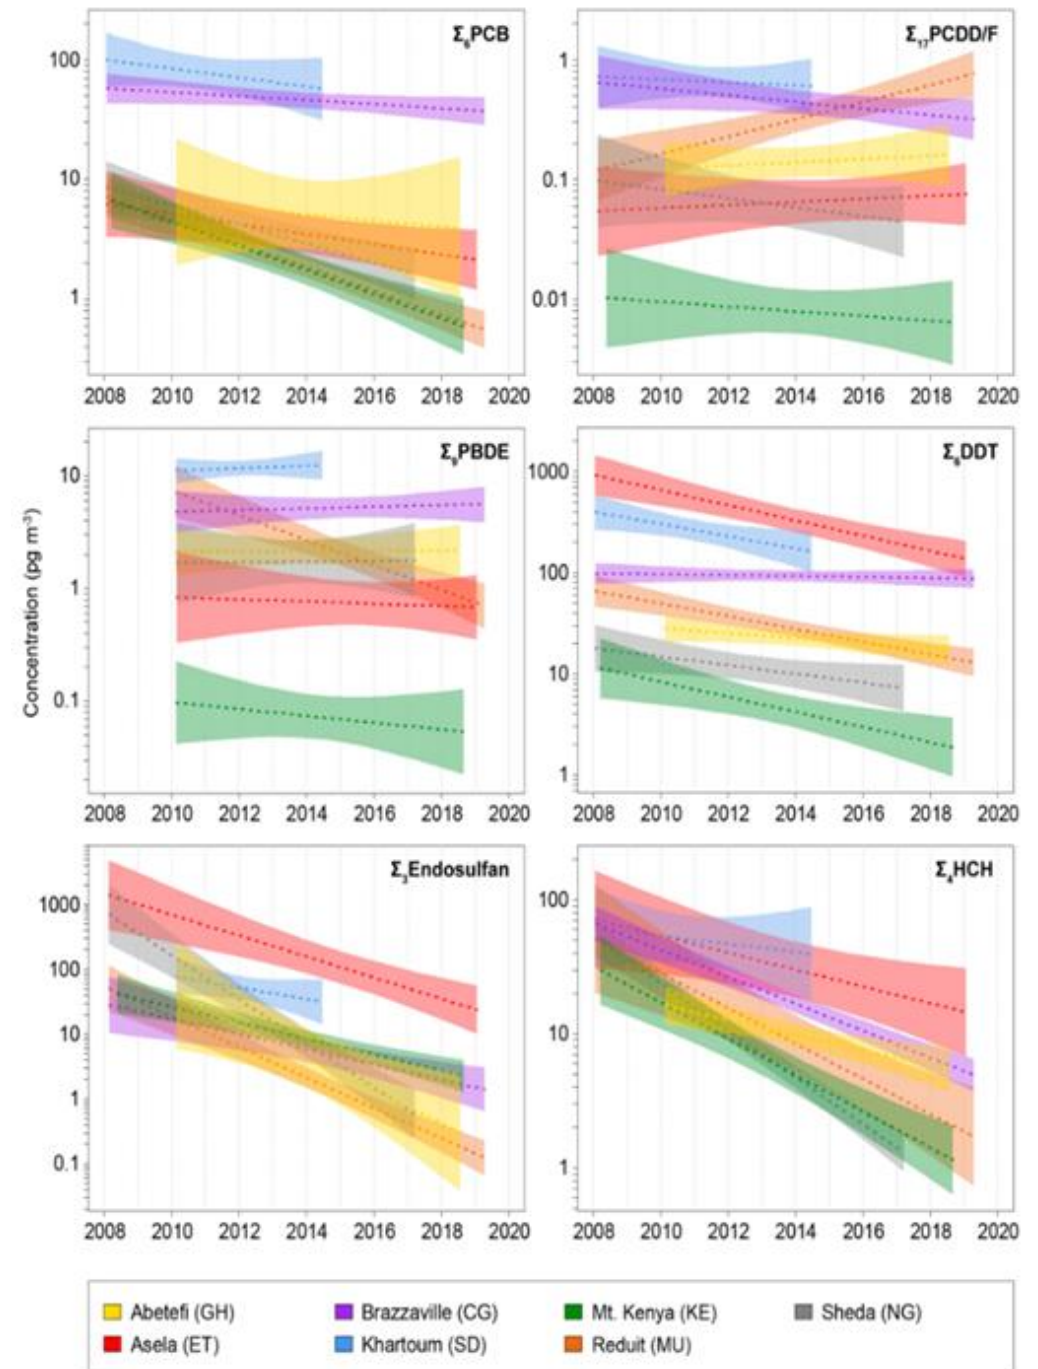 Σ₆PCB
100
10
1
2008 2010 2012 2014 2016 2018 2020
Σ₁₇PCDD/F
1
0.1
0.01
2008 2010 2012 2014 2016 2018 2020
Concentration (pg m⁻³)
Σ₉PBDE
10
1
0.1
2008 2010 2012 2014 2016 2018 2020
Σ₆DDT
1000
100
10
1
2008 2010 2012 2014 2016 2018 2020
Σ₃Endosulfan
1000
100
10
1
0.1
2008 2010 2012 2014 2016 2018 2020
Σ₄HCH
100
10
1
2008 2010 2012 2014 2016 2018 2020
Abetefi (GH) Brazzaville (CG) Mt. Kenya (KE) Sheda (NG)
Asela (ET) Khartoum (SD) Reduit (MU)